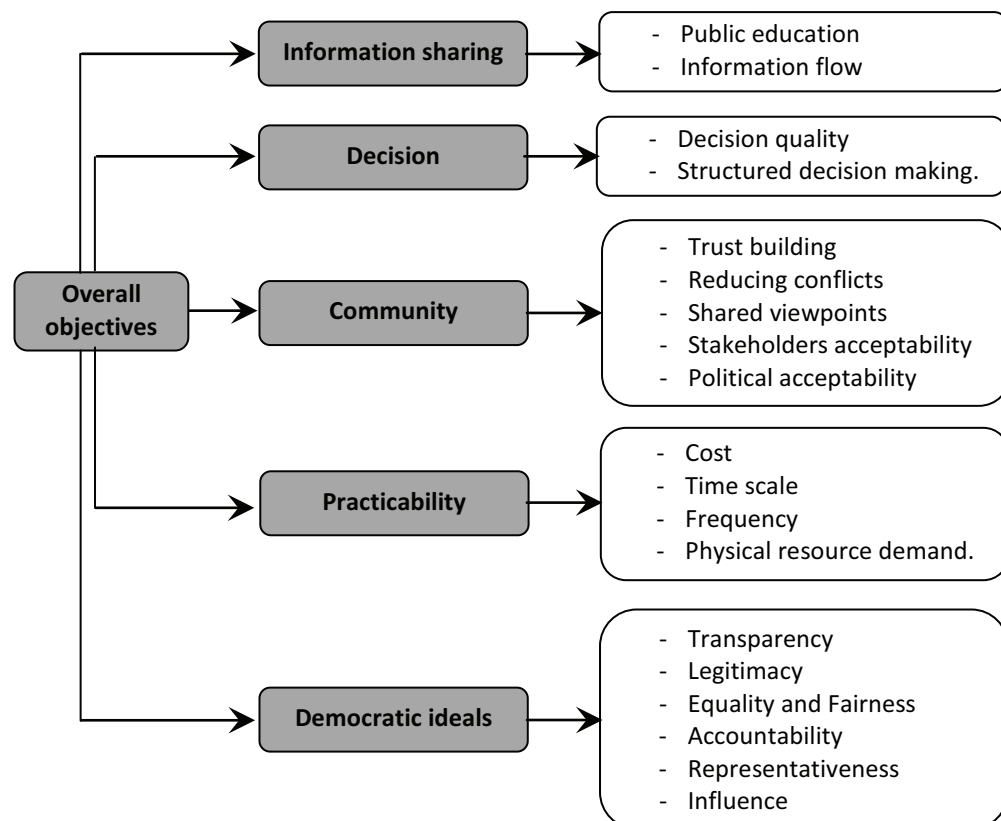 Information sharing
- Public education
- Information flow
Decision
- Decision quality
- Structured decision making.
Overall
objectives
Community
- Trust building
- Reducing conflicts
- Shared viewpoints
- Stakeholders acceptability
- Political acceptability
Practicability
- Cost
- Time scale
- Frequency
- Physical resource demand.
Democratic ideals
- Transparency
- Legitimacy
- Equality and Fairness
- Accountability
- Representativeness
- Influence